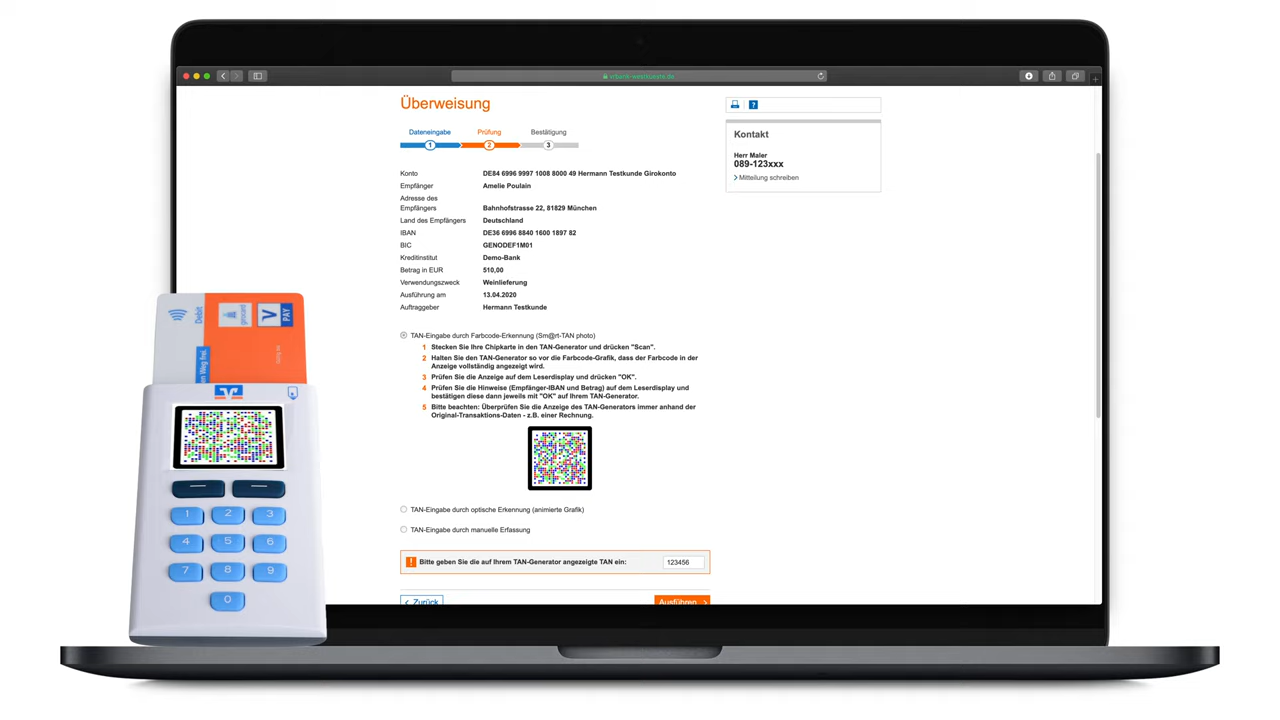 vrbank-westkueste.de
Überweisung
Dateneingabe Prüfung Bestätigung
1 2 3
Konto DE84 6996 9997 1008 8000 49 Hermann Testkunde Girokonto
Empfänger Amelie Poulain
Adresse des
Empfängers Bahnhofstrasse 22, 81829 München
Land des Empfängers Deutschland
IBAN DE36 6996 8840 1600 1897 82
BIC GENODEF1M01
Kreditinstitut Demo-Bank
Betrag in EUR 510,00
Verwendungszweck Weinlieferung
Ausführung am 13.04.2020
Auftraggeber Hermann Testkunde
TAN-Eingabe durch Farbcode-Erkennung (Sm@rt-TAN photo)
1 Stecken Sie Ihre Chipkarte in den TAN-Generator und drücken "Scan".
2 Halten Sie den TAN-Generator so vor die Farbcode-Grafik, dass der Farbcode in der
Anzeige vollständig angezeigt wird.
3 Prüfen Sie die Anzeige auf dem Leserdisplay und drücken "OK".
4 Prüfen Sie die Hinweise (Empfänger-IBAN und Betrag) auf dem Leserdisplay und
bestätigen diese dann jeweils mit "OK" auf Ihrem TAN-Generator.
5 Bitte beachten: Überprüfen Sie die Anzeige des TAN-Generators immer anhand der
Original-Transaktions-Daten - z.B. einer Rechnung.
TAN-Eingabe durch optische Erkennung (animierte Grafik)
TAN-Eingabe durch manuelle Erfassung
! Bitte geben Sie die auf Ihrem TAN-Generator angezeigte TAN ein: 123456
Zurück Ausführen
?
Kontakt
Herr Maler
089-123xxx
Mitteilung schreiben
Debit
girocard
V PAY
en Weg frei.
1 2 3
4 5 6
7 8 9
0